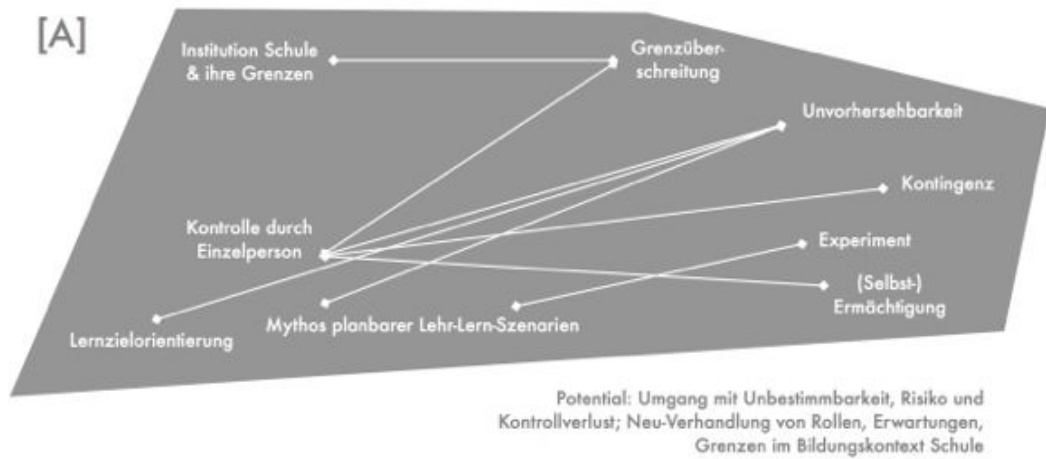 [A]
Institution Schule
& ihre Grenzen
Grenzüber-
schreitung
Unvorhersehbarkeit
Kontingenz
Kontrolle durch
Einzelperson
Experiment
(Selbst-)
Ermächtigung
Mythos planbarer Lehr-Lern-Szenarien
Lernzielorientierung
Potential: Umgang mit Unbestimmbarkeit, Risiko und
Kontrollverlust; Neu-Verhandlung von Rollen, Erwartungen,
Grenzen im Bildungskontext Schule